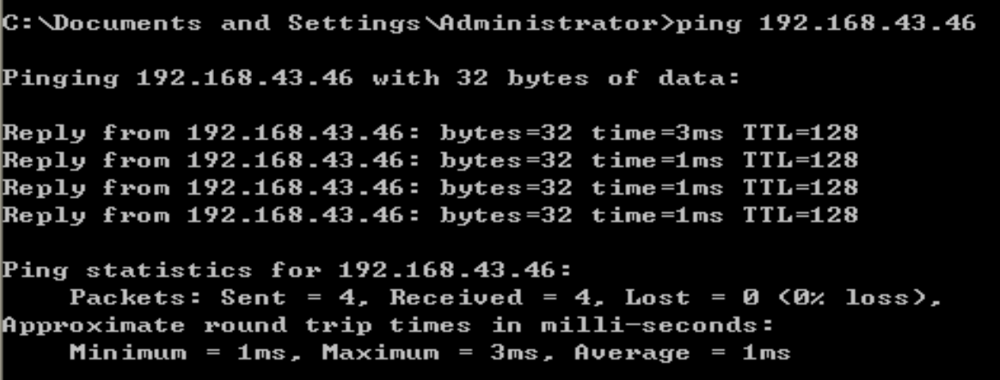 C:\Documents and Settings\Administrator>ping 192.168.43.46
Pinging 192.168.43.46 with 32 bytes of data:
Reply from 192.168.43.46: bytes=32 time=3ms TTL=128
Reply from 192.168.43.46: bytes=32 time=1ms TTL=128
Reply from 192.168.43.46: bytes=32 time=1ms TTL=128
Reply from 192.168.43.46: bytes=32 time=1ms TTL=128
Ping statistics for 192.168.43.46:
    Packets: Sent = 4, Received = 4, Lost = 0 (0% loss),
Approximate round trip times in milli-seconds:
    Minimum = 1ms, Maximum = 3ms, Average = 1ms